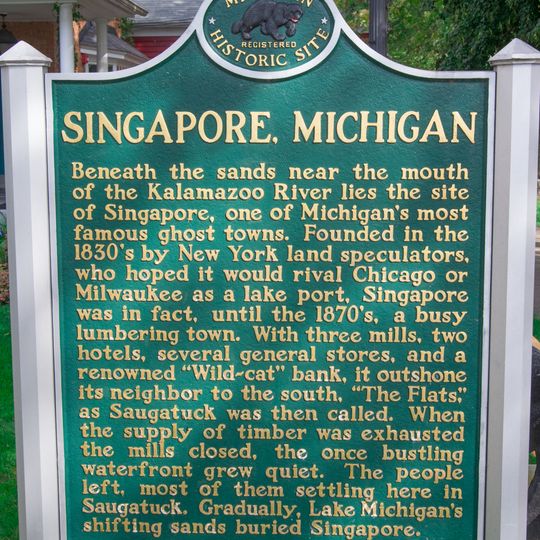 REGISTERED
HISTORIC SITE
SINGAPORE, MICHIGAN
Beneath the sands near the mouth
of the Kalamazoo River lies the site
of Singapore, one of Michigan's most
famous ghost towns. Founded in the
1830's by New York land speculators,
who hoped it would rival Chicago or
Milwaukee as a lake port, Singapore
was in fact, until the 1870's, a busy
lumbering town. With three mills, two
hotels, several general stores, and a
renowned "Wild-cat" bank, it outshone
its neighbor to the south, "The Flats,"
as Saugatuck was then called. When
the supply of timber was exhausted
the mills closed, the once bustling
waterfront grew quiet. The people
left, most of them settling here in
Saugatuck. Gradually, Lake Michigan's
shifting sands buried Singapore.